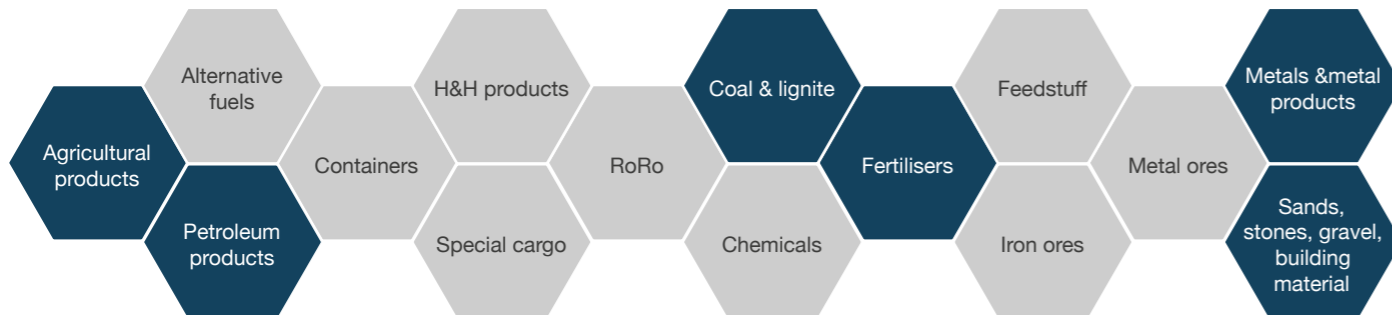 Agricultural
products
Alternative
fuels
Petroleum
products
Containers
H&H products
Special cargo
RoRo
Coal & lignite
Chemicals
Fertilisers
Feedstuff
Iron ores
Metal ores
Metals &metal
products
Sands,
stones, gravel,
building
material